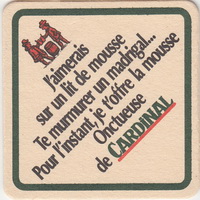 J'aimerais
sur un lit de mousse
Te murmurer un madrigal...
Pour l'instant, je t'offre la mousse
Onctueuse
de CARDINAL